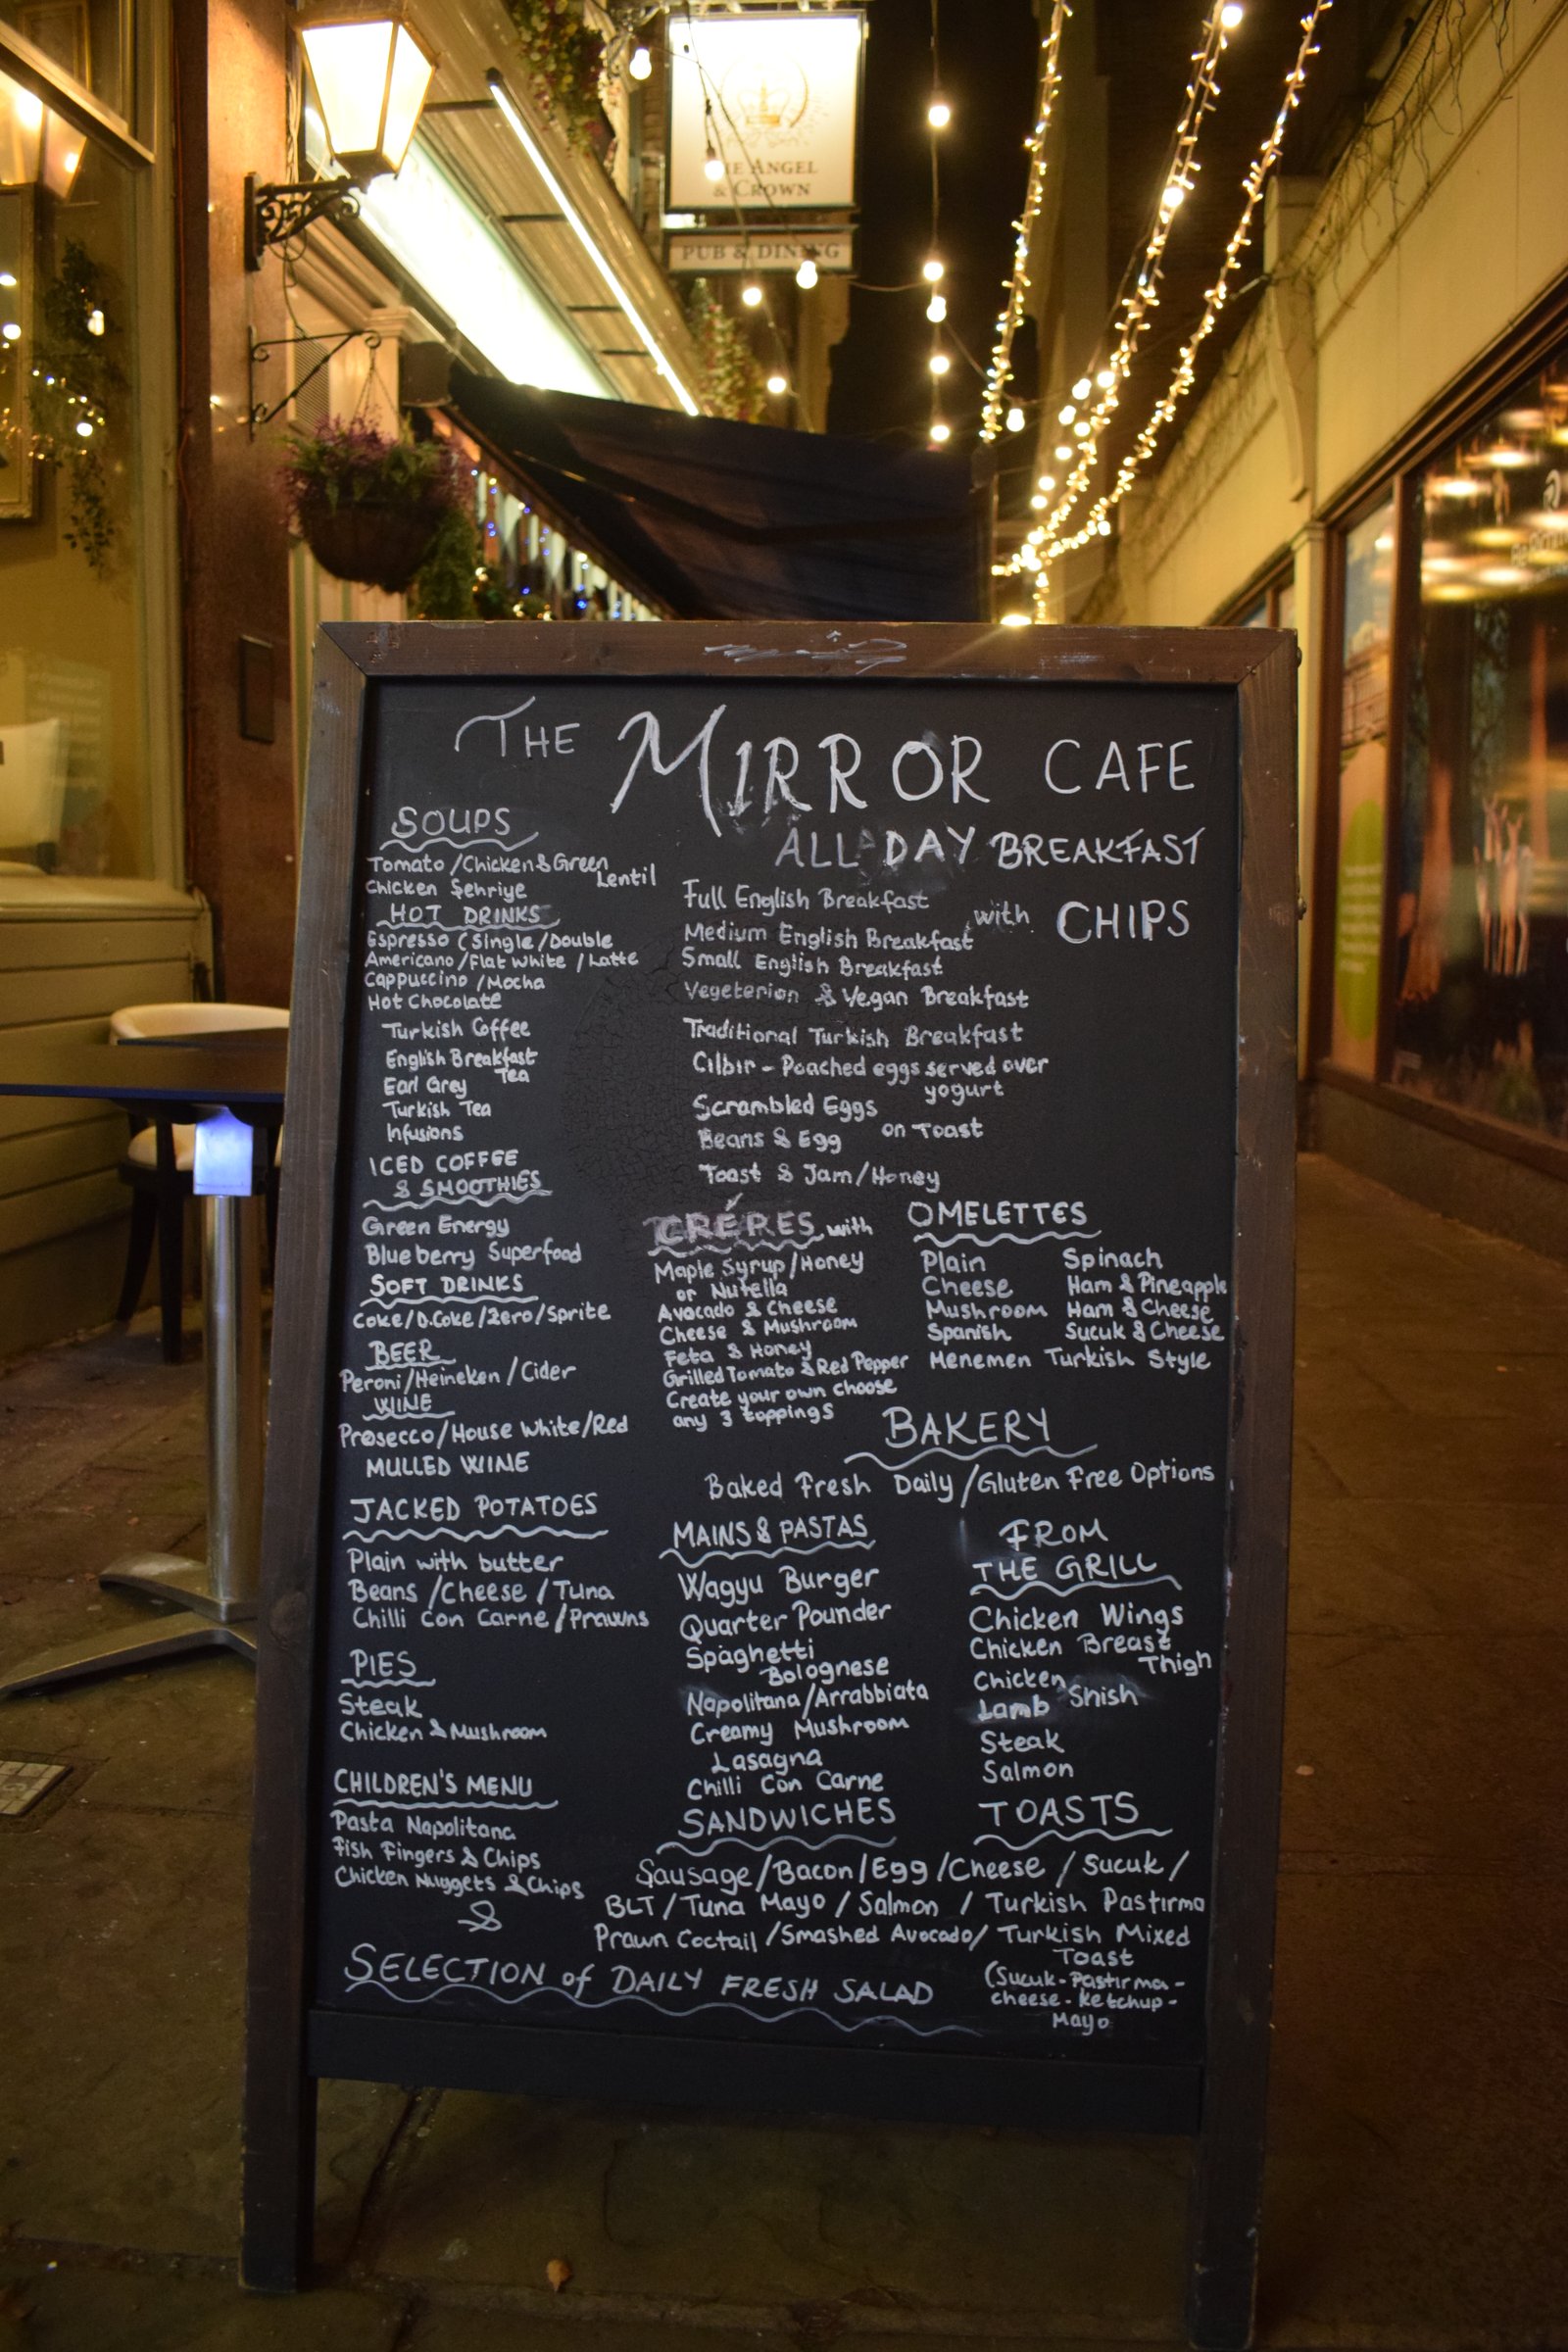 & CROWN
PUB & DINING
THE MIRROR CAFE
SOUPS
Tomato / Chicken & Green
Lentil
Chicken Şehriye
HOT DRINKS
Espresso (Single / Double
Americano / Flat White / Latte
Cappuccino / Mocha
Hot Chocolate
Turkish Coffee
English Breakfast
Tea
Earl Grey
Turkish Tea
Infusions
ICED COFFEE
& SMOOTHIES
Green Energy
Blueberry Superfood
SOFT DRINKS
Coke / D.Coke / Zero / Sprite
BEER
Peroni / Heineken / Cider
WINE
Prosecco / House White / Red
MULLED WINE
JACKED POTATOES
Plain with butter
Beans / Cheese / Tuna
Chilli Con Carne / Prawns
PIES
Steak
Chicken & Mushroom
CHILDREN'S MENU
Pasta Napolitana
Fish Fingers & Chips
Chicken Nuggets & Chips
&
SELECTION of DAILY FRESH SALAD
ALL DAY BREAKFAST
Full English Breakfast
with CHIPS
Medium English Breakfast
Small English Breakfast
Vegeterion & Vegan Breakfast
Traditional Turkish Breakfast
Cilbir - Poached eggs served over
yogurt
Scrambled Eggs
on Toast
Beans & Egg
Toast & Jam / Honey
CRÉPES with
Maple Syrup / Honey
or Nutella
Avocado & Cheese
Cheese & Mushroom
Feta & Honey
Grilled Tomato & Red Pepper
Create your own choose
any 3 toppings
OMELETTES
Plain Spinach
Cheese Ham & Pineapple
Mushroom Ham & Cheese
Spanish Sucuk & Cheese
Menemen Turkish Style
BAKERY
Baked Fresh Daily / Gluten Free Options
MAINS & PASTAS
Wagyu Burger
Quarter Pounder
Spaghetti
Bolognese
Napolitana / Arrabbiata
Creamy Mushroom
Lasagna
Chilli Con Carne
FROM
THE GRILL
Chicken Wings
Chicken Breast
Thigh
Chicken
Lamb Shish
Steak
Salmon
SANDWICHES TOASTS
Sausage / Bacon / Egg / Cheese / Sucuk /
BLT / Tuna Mayo / Salmon / Turkish Pastırma
Prawn Coctail / Smashed Avocado / Turkish Mixed
Toast
(Sucuk - Pastırma -
cheese - Ketchup -
Mayo